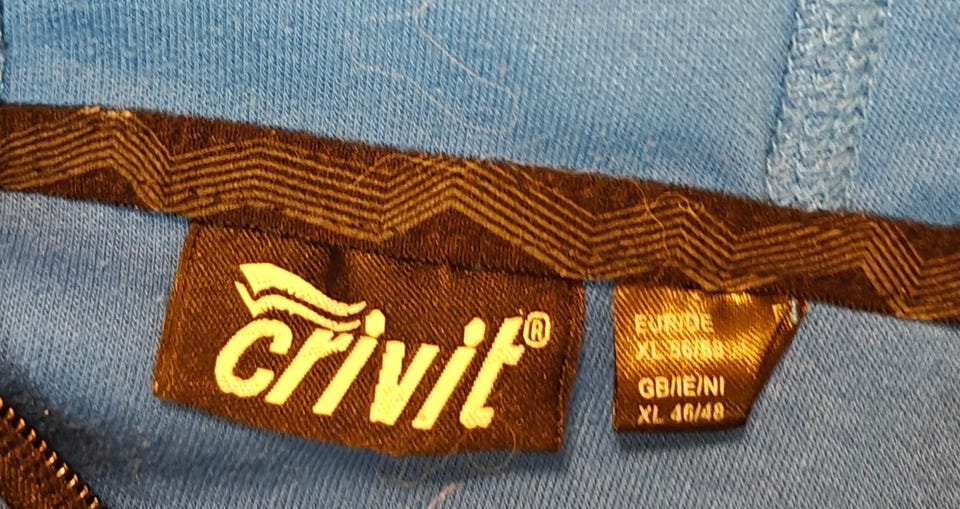 crivit®
EUR/DE
XL 56/58
GB/IE/NI
XL 46/48